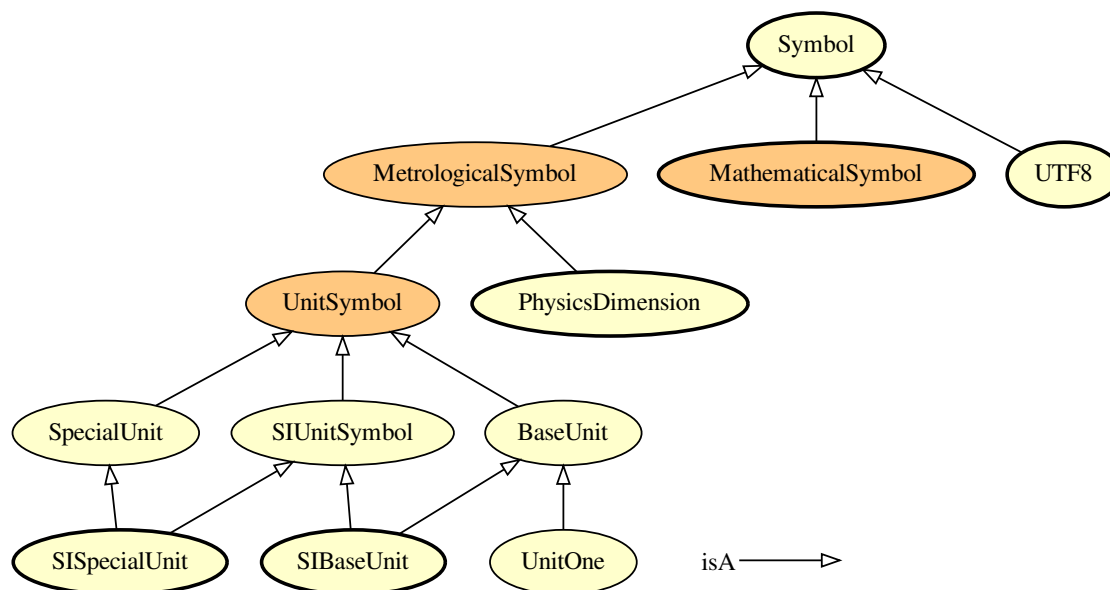 Symbol
MetrologicalSymbol
MathematicalSymbol
UTF8
UnitSymbol
PhysicsDimension
SpecialUnit
SIUnitSymbol
BaseUnit
SISpecialUnit
SIBaseUnit
UnitOne
isA